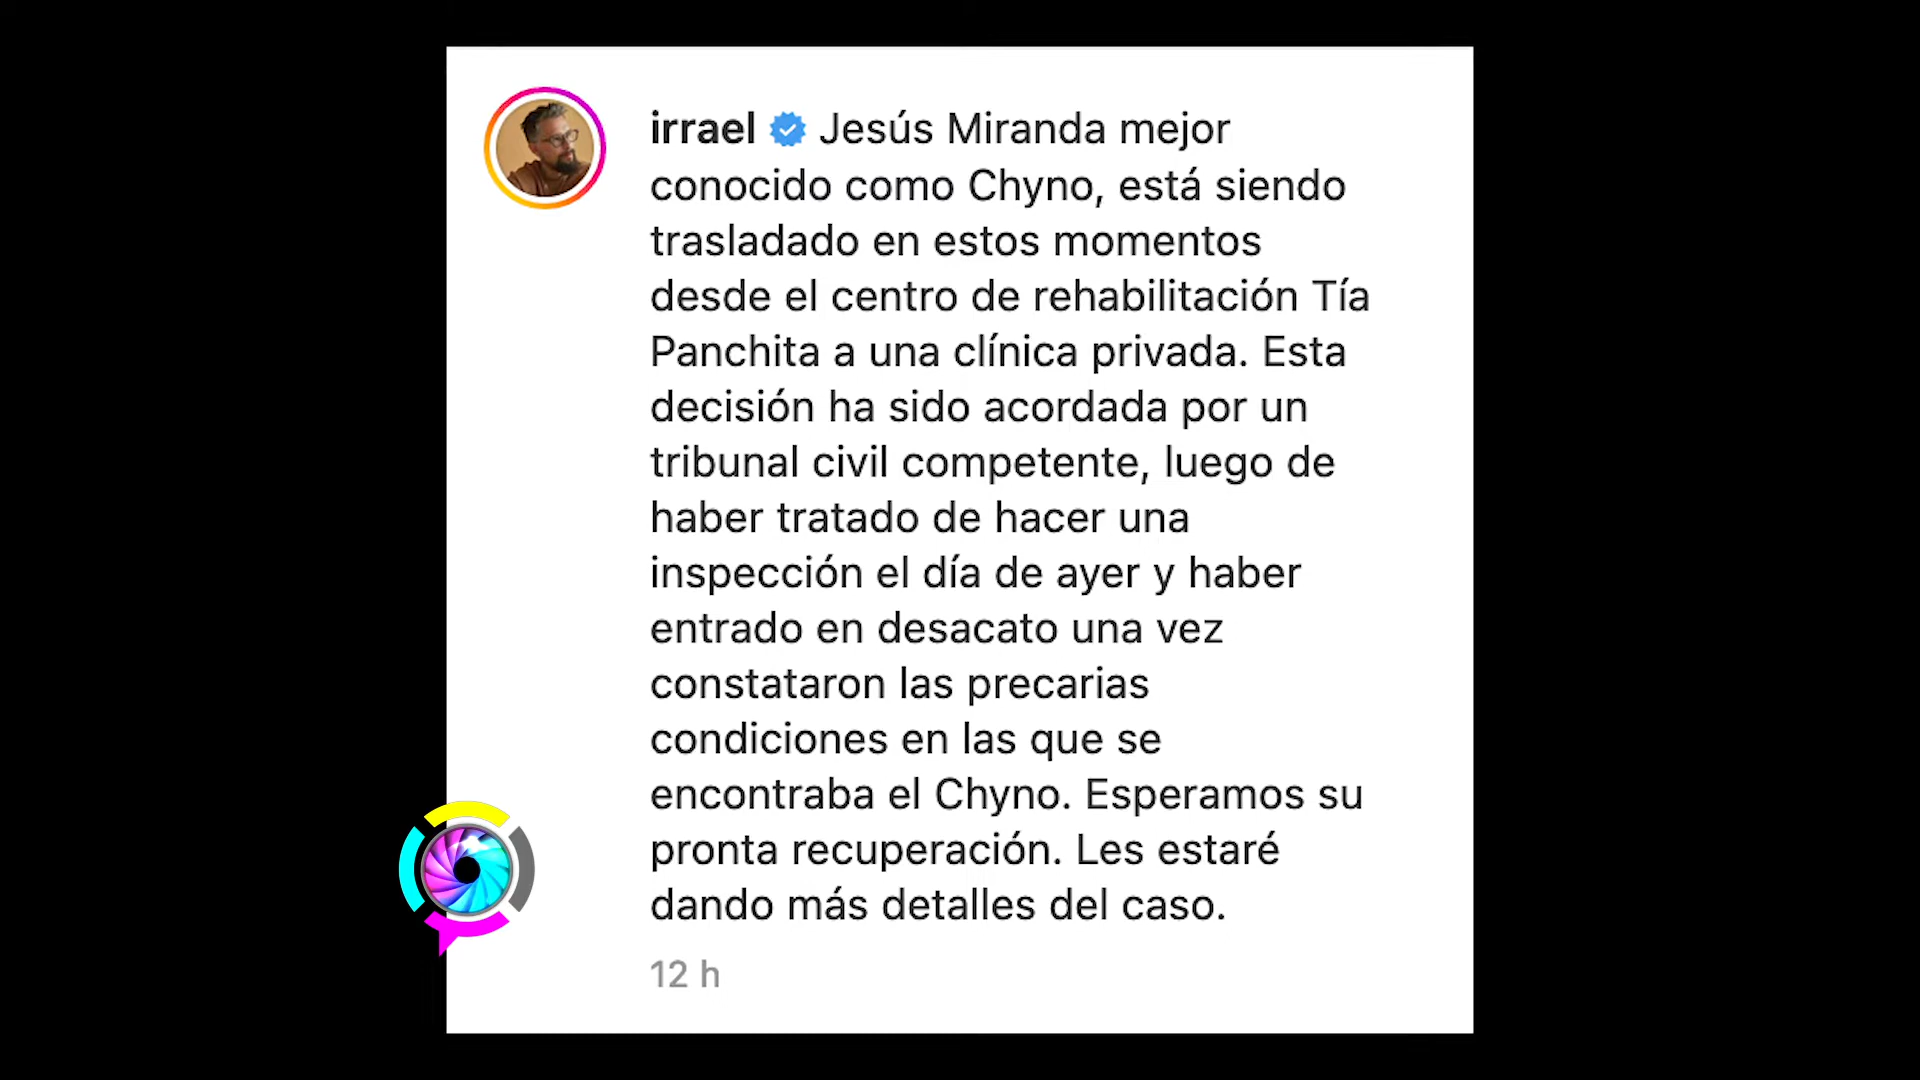 irrael Jesús Miranda mejor
conocido como Chyno, está siendo
trasladado en estos momentos
desde el centro de rehabilitación Tía
Panchita a una clínica privada. Esta
decisión ha sido acordada por un
tribunal civil competente, luego de
haber tratado de hacer una
inspección el día de ayer y haber
entrado en desacato una vez
constataron las precarias
condiciones en las que se
encontraba el Chyno. Esperamos su
pronta recuperación. Les estaré
dando más detalles del caso.
12 h